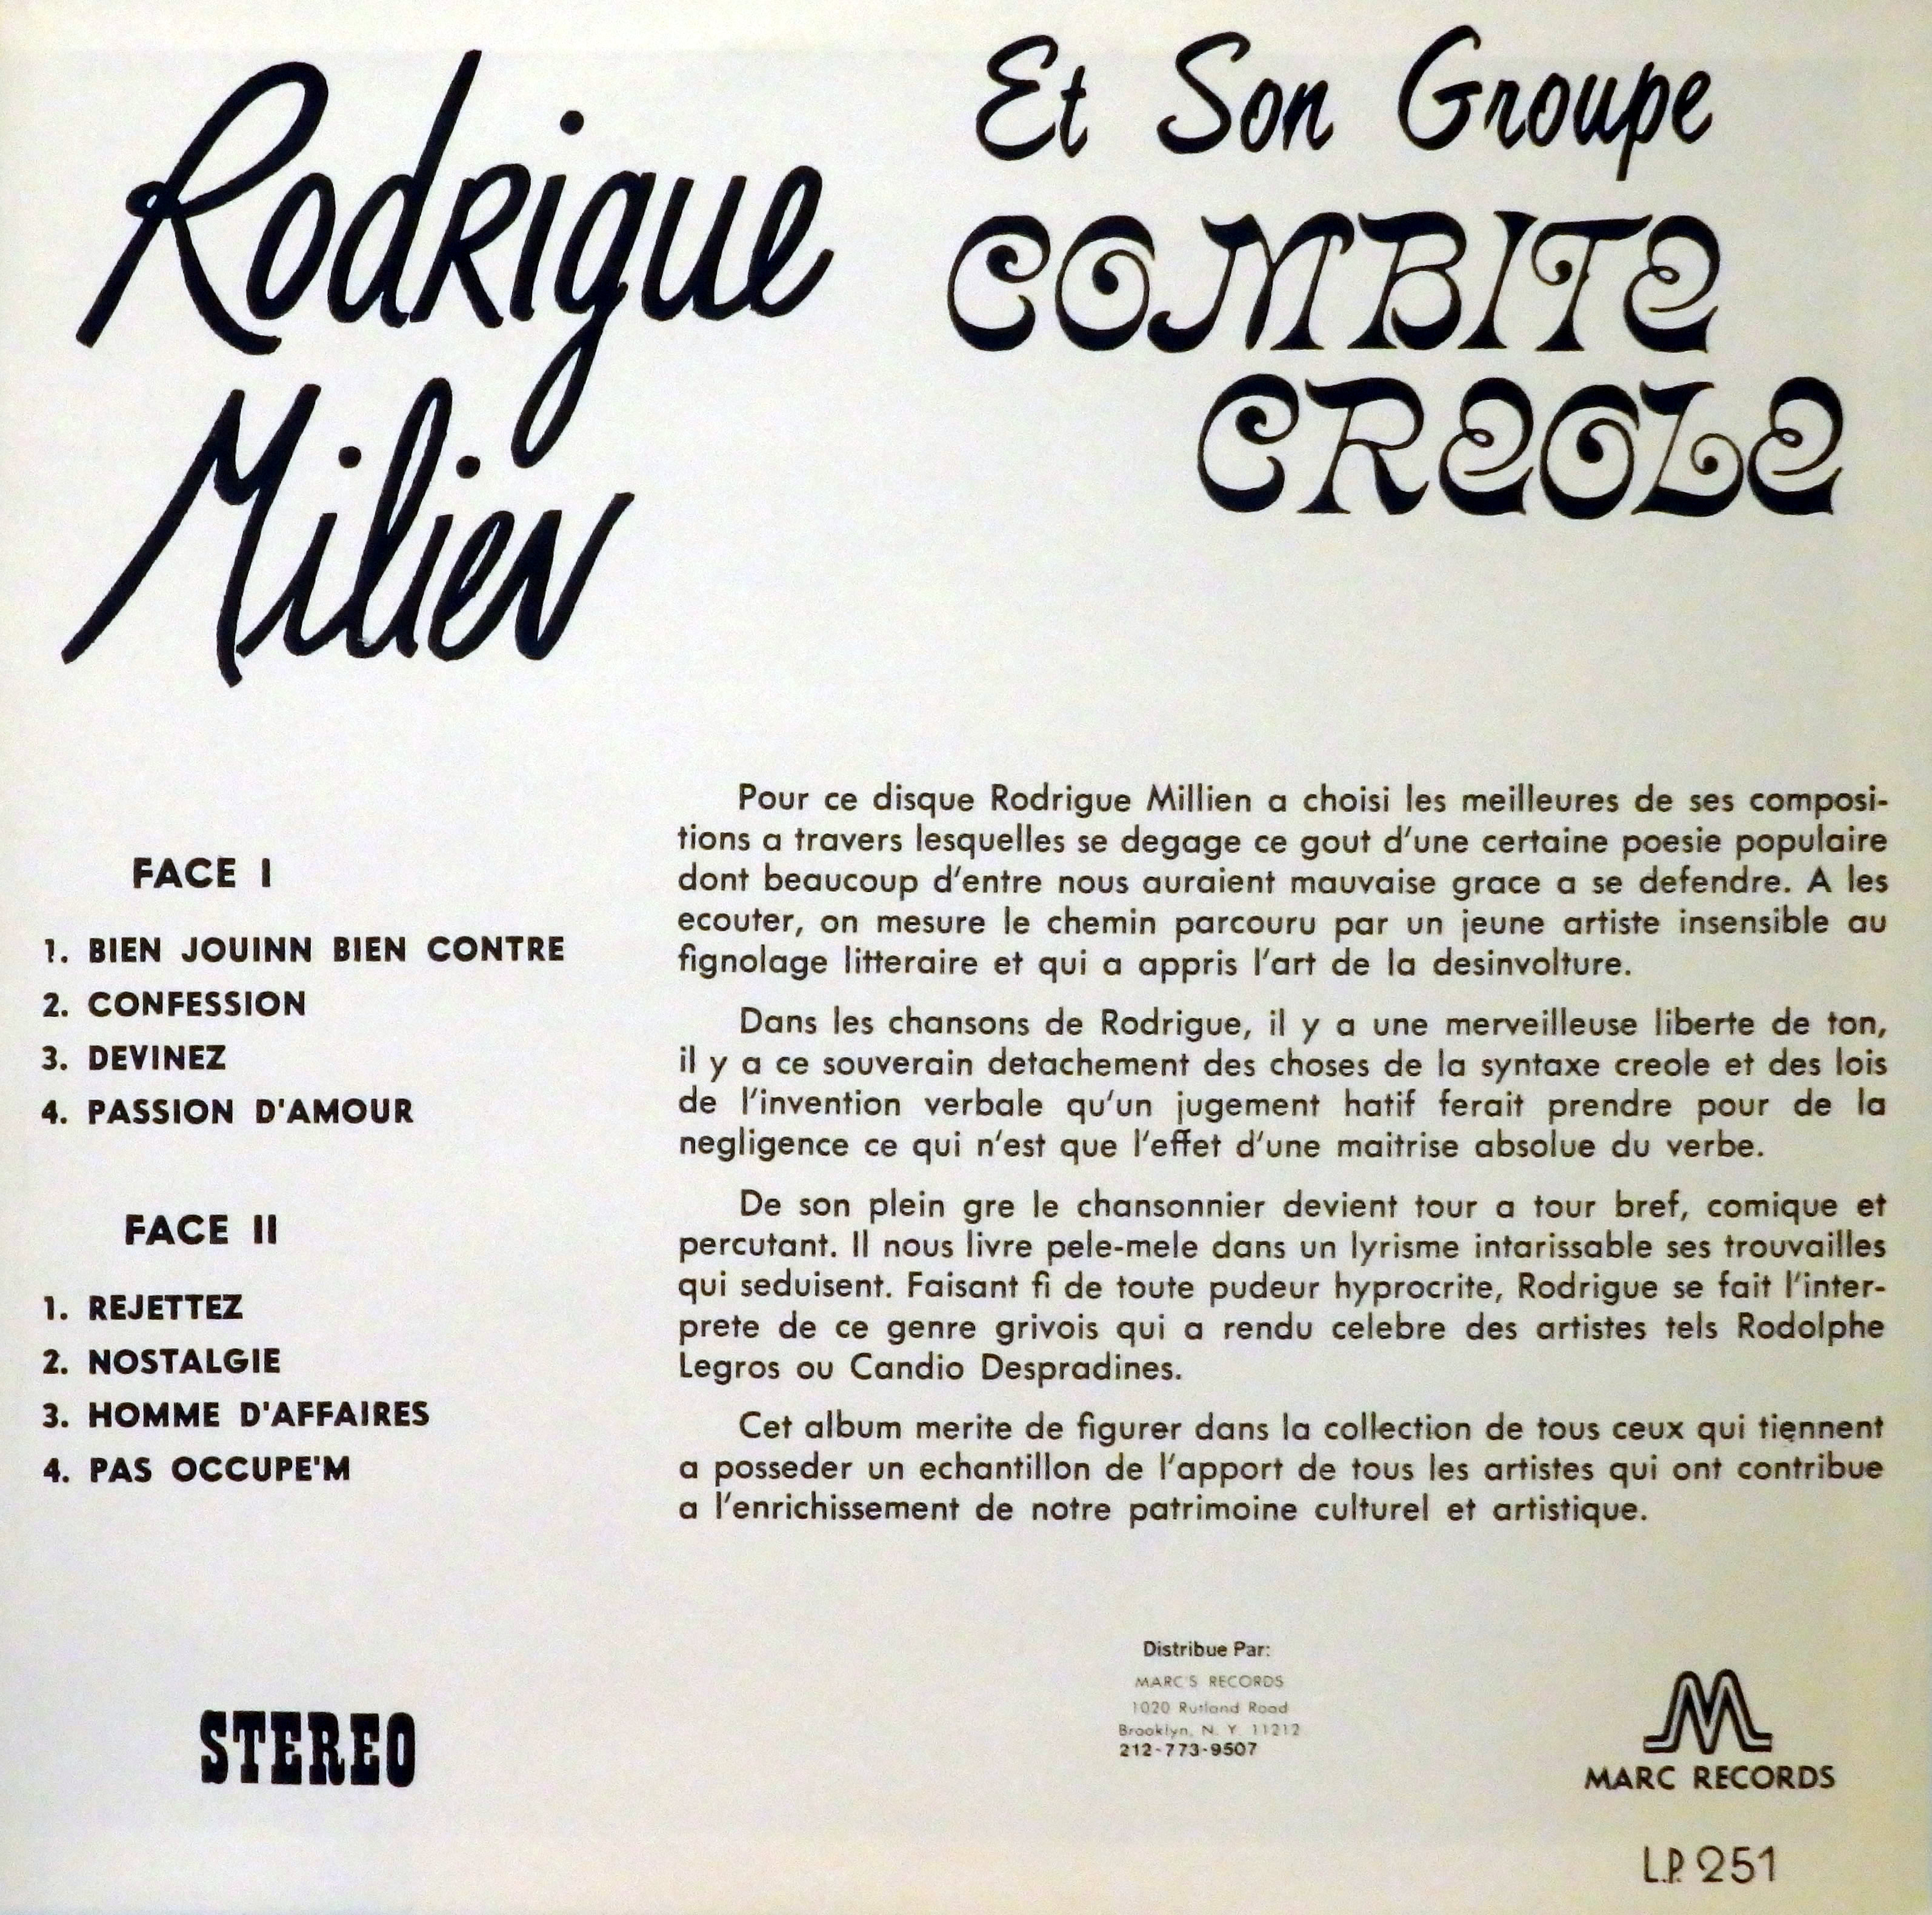 Rodrigue
Milien
Et Son Groupe
COMBITE
CREOLE
FACE I
1. BIEN JOUINN BIEN CONTRE
2. CONFESSION
3. DEVINEZ
4. PASSION D'AMOUR
FACE II
1. REJETTEZ
2. NOSTALGIE
3. HOMME D'AFFAIRES
4. PAS OCCUPE'M
Pour ce disque Rodrigue Millien a choisi les meilleures de ses composi-
tions a travers lesquelles se degage ce gout d'une certaine poesie populaire
dont beaucoup d'entre nous auraient mauvaise grace a se defendre. A les
ecouter, on mesure le chemin parcouru par un jeune artiste insensible au
fignolage litteraire et qui a appris l'art de la desinvolture.
Dans les chansons de Rodrigue, il y a une merveilleuse liberte de ton,
il y a ce souverain detachement des choses de la syntaxe creole et des lois
de l'invention verbale qu'un jugement hatif ferait prendre pour de la
negligence ce qui n'est que l'effet d'une maitrise absolue du verbe.
De son plein gre le chansonnier devient tour a tour bref, comique et
percutant. Il nous livre pele-mele dans un lyrisme intarissable ses trouvailles
qui seduisent. Faisant fi de toute pudeur hyprocrite, Rodrigue se fait l'inter-
prete de ce genre grivois qui a rendu celebre des artistes tels Rodolphe
Legros ou Candio Despradines.
Cet album merite de figurer dans la collection de tous ceux qui tiennent
a posseder un echantillon de l'apport de tous les artistes qui ont contribue
a l'enrichissement de notre patrimoine culturel et artistique.
STEREO
Distribue Par:
MARC'S RECORDS
1020 Rutland Road
Brooklyn, N. Y. 11212
212-773-9507
M
MARC RECORDS
L.P. 251